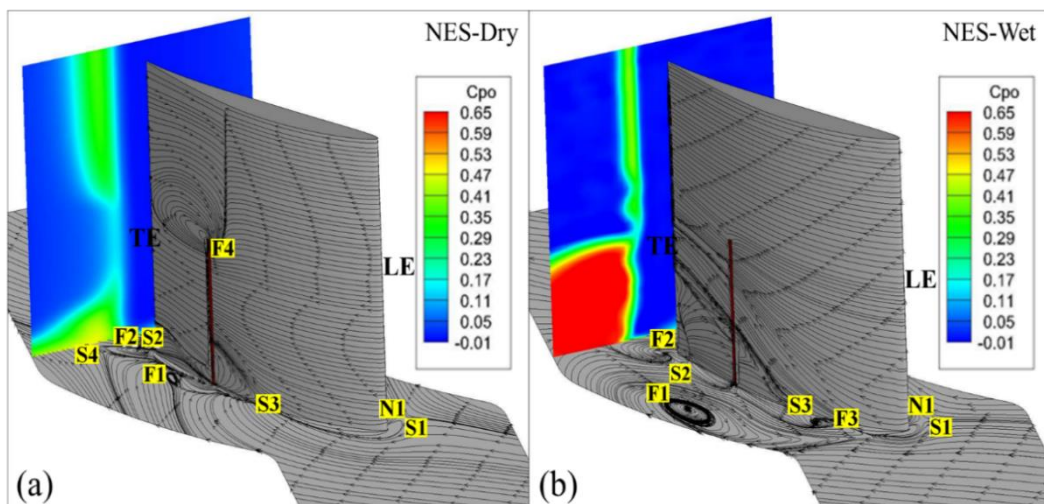 NES-Dry
Cpo
0.65
0.59
0.53
0.47
0.41
0.35
0.29
0.23
0.17
0.11
0.05
-0.01
TE
F4
LE
F2 S2
S4
F1
S3
N1
S1
(a)
NES-Wet
Cpo
0.65
0.59
0.53
0.47
0.41
0.35
0.29
0.23
0.17
0.11
0.05
-0.01
TE
LE
F2
S2
F1
S3
F3
N1
S1
(b)